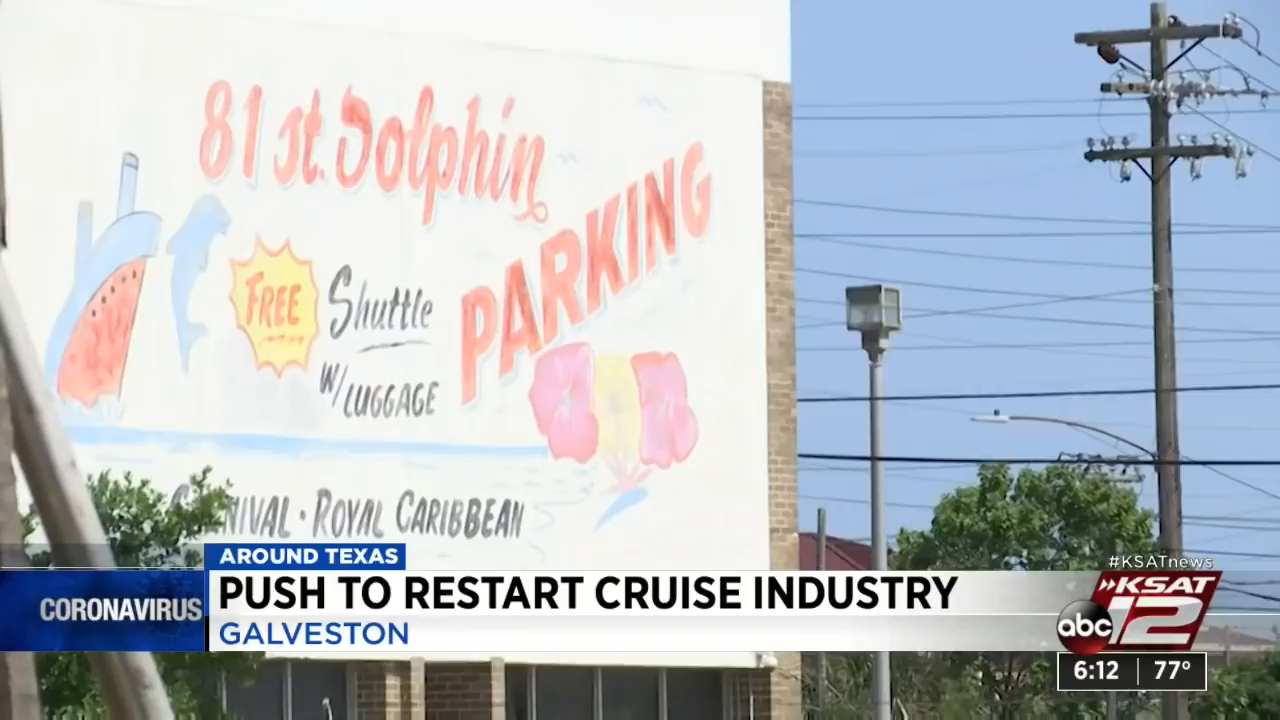 81 St. Dolphin
PARKING
FREE
Shuttle
W/ LUGGAGE
CARNIVAL · ROYAL CARIBBEAN
AROUND TEXAS
#KSATnews
CORONAVIRUS
PUSH TO RESTART CRUISE INDUSTRY
GALVESTON
KSAT
abc 12
6:12 77°